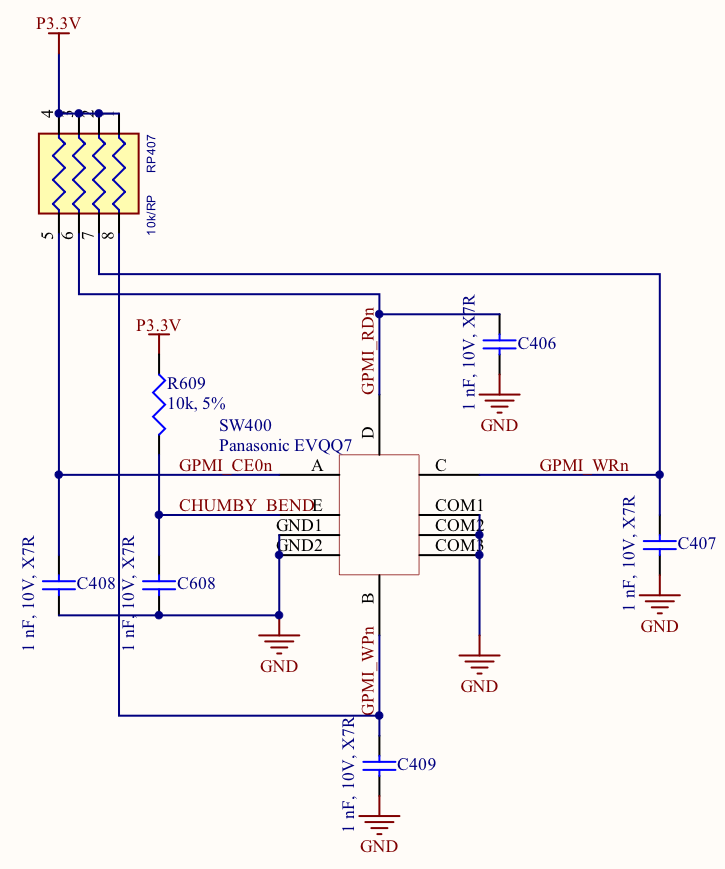 P3.3V
4
3
2
RP407
10k/RP
5
6
7
8
P3.3V
GPMI_RDn
1 nF, 10V, X7R
C406
GND
R609
10k, 5%
SW400
Panasonic EVQQ7
D
GPMI_CE0n
A
C
GPMI_WRn
CHUMBY_BEND
E
COM1
GND1
COM2
GND2
COM3
1 nF, 10V, X7R
C408
1 nF, 10V, X7R
C608
B
1 nF, 10V, X7R
C407
GND
GND
GND
GPMI_WPn
1 nF, 10V, X7R
C409
GND